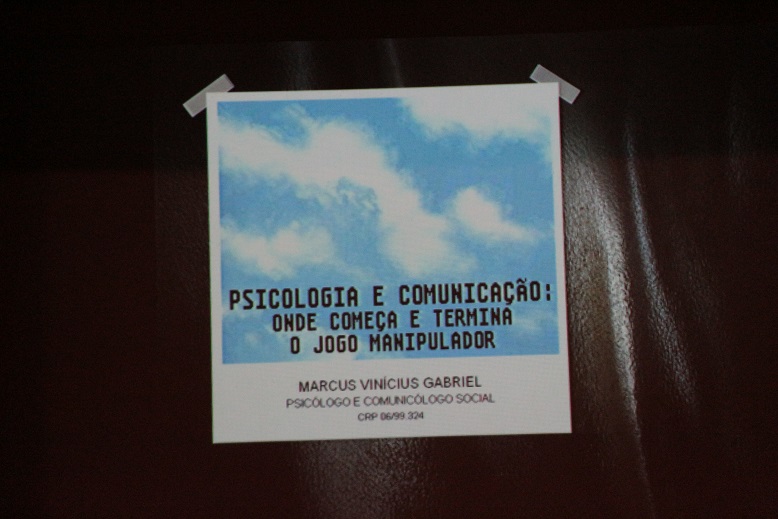 PSICOLOGIA E COMUNICAÇÃO:
ONDE COMEÇA E TERMINA
O JOGO MANIPULADOR
MARCUS VINÍCIUS GABRIEL
PSICÓLOGO E COMUNICÓLOGO SOCIAL
CRP 06/99.324